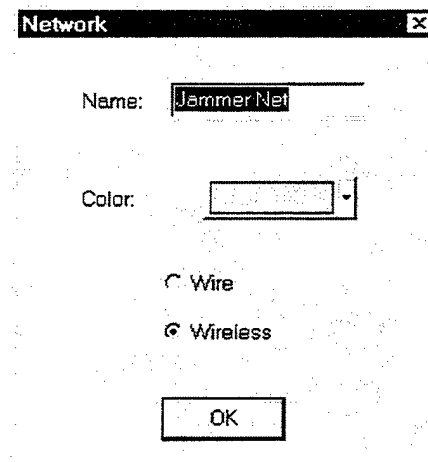 Network
Name: Jammer Net
Color:
Wire
Wireless
OK